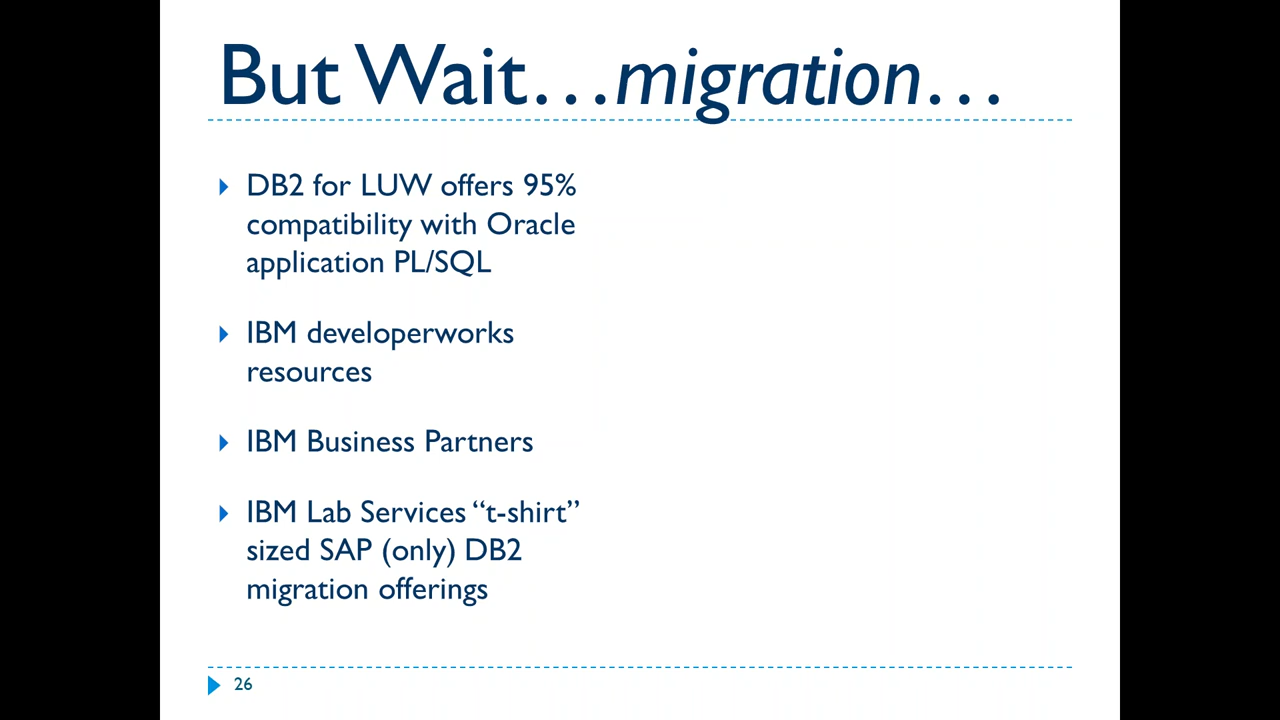 But Wait…migration…
DB2 for LUW offers 95%
compatibility with Oracle
application PL/SQL
IBM developerworks
resources
IBM Business Partners
IBM Lab Services “t-shirt”
sized SAP (only) DB2
migration offerings
26